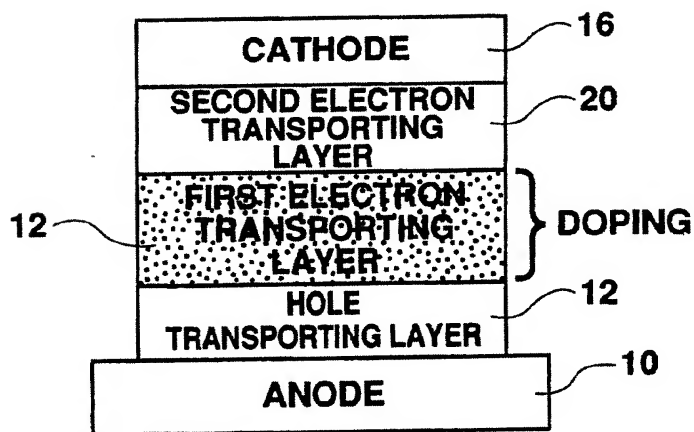 CATHODE
16
SECOND ELECTRON
TRANSPORTING
LAYER
20
FIRST ELECTRON
TRANSPORTING
LAYER
12
DOPING
HOLE
TRANSPORTING LAYER
12
ANODE
10